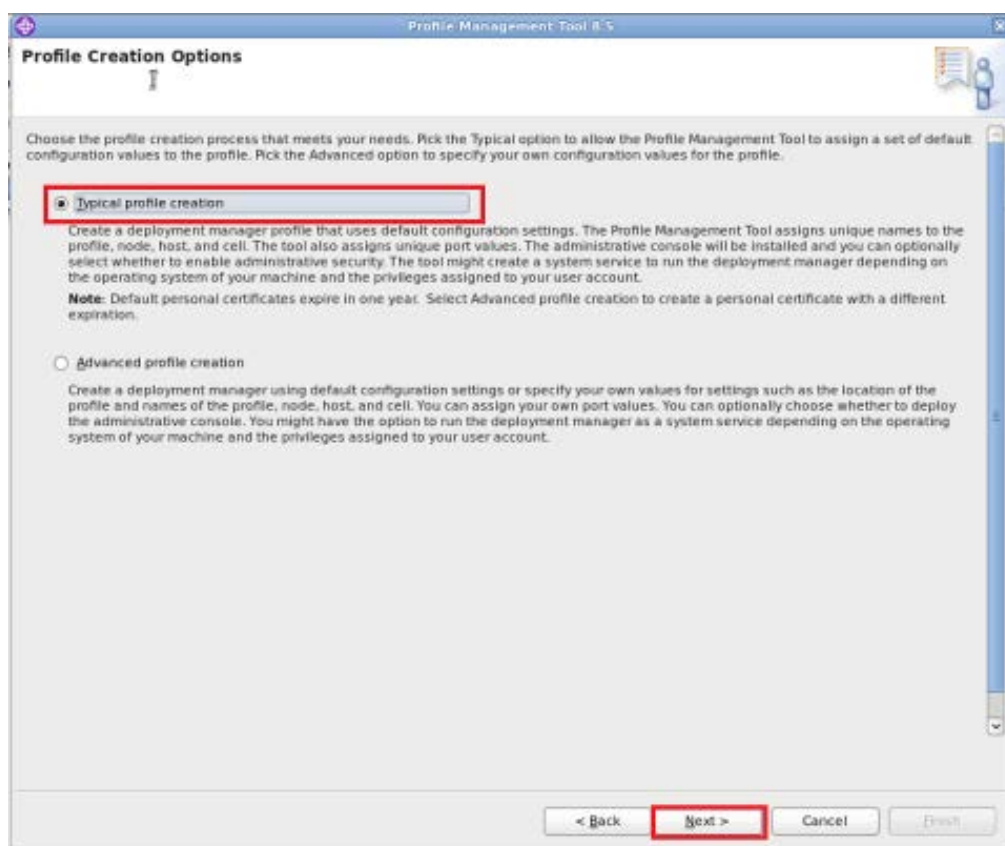 Profile Management Tool 8.5
Profile Creation Options
Choose the profile creation process that meets your needs. Pick the Typical option to allow the Profile Management Tool to assign a set of default
configuration values to the profile. Pick the Advanced option to specify your own configuration values for the profile.
Typical profile creation
Create a deployment manager profile that uses default configuration settings. The Profile Management Tool assigns unique names to the
profile, node, host, and cell. The tool also assigns unique port values. The administrative console will be installed and you can optionally
select whether to enable administrative security. The tool might create a system service to run the deployment manager depending on
the operating system of your machine and the privileges assigned to your user account.
Note: Default personal certificates expire in one year. Select Advanced profile creation to create a personal certificate with a different
expiration.
Advanced profile creation
Create a deployment manager using default configuration settings or specify your own values for settings such as the location of the
profile and names of the profile, node, host, and cell. You can assign your own port values. You can optionally choose whether to deploy
the administrative console. You might have the option to run the deployment manager as a system service depending on the operating
system of your machine and the privileges assigned to your user account.
< Back Next > Cancel Finish